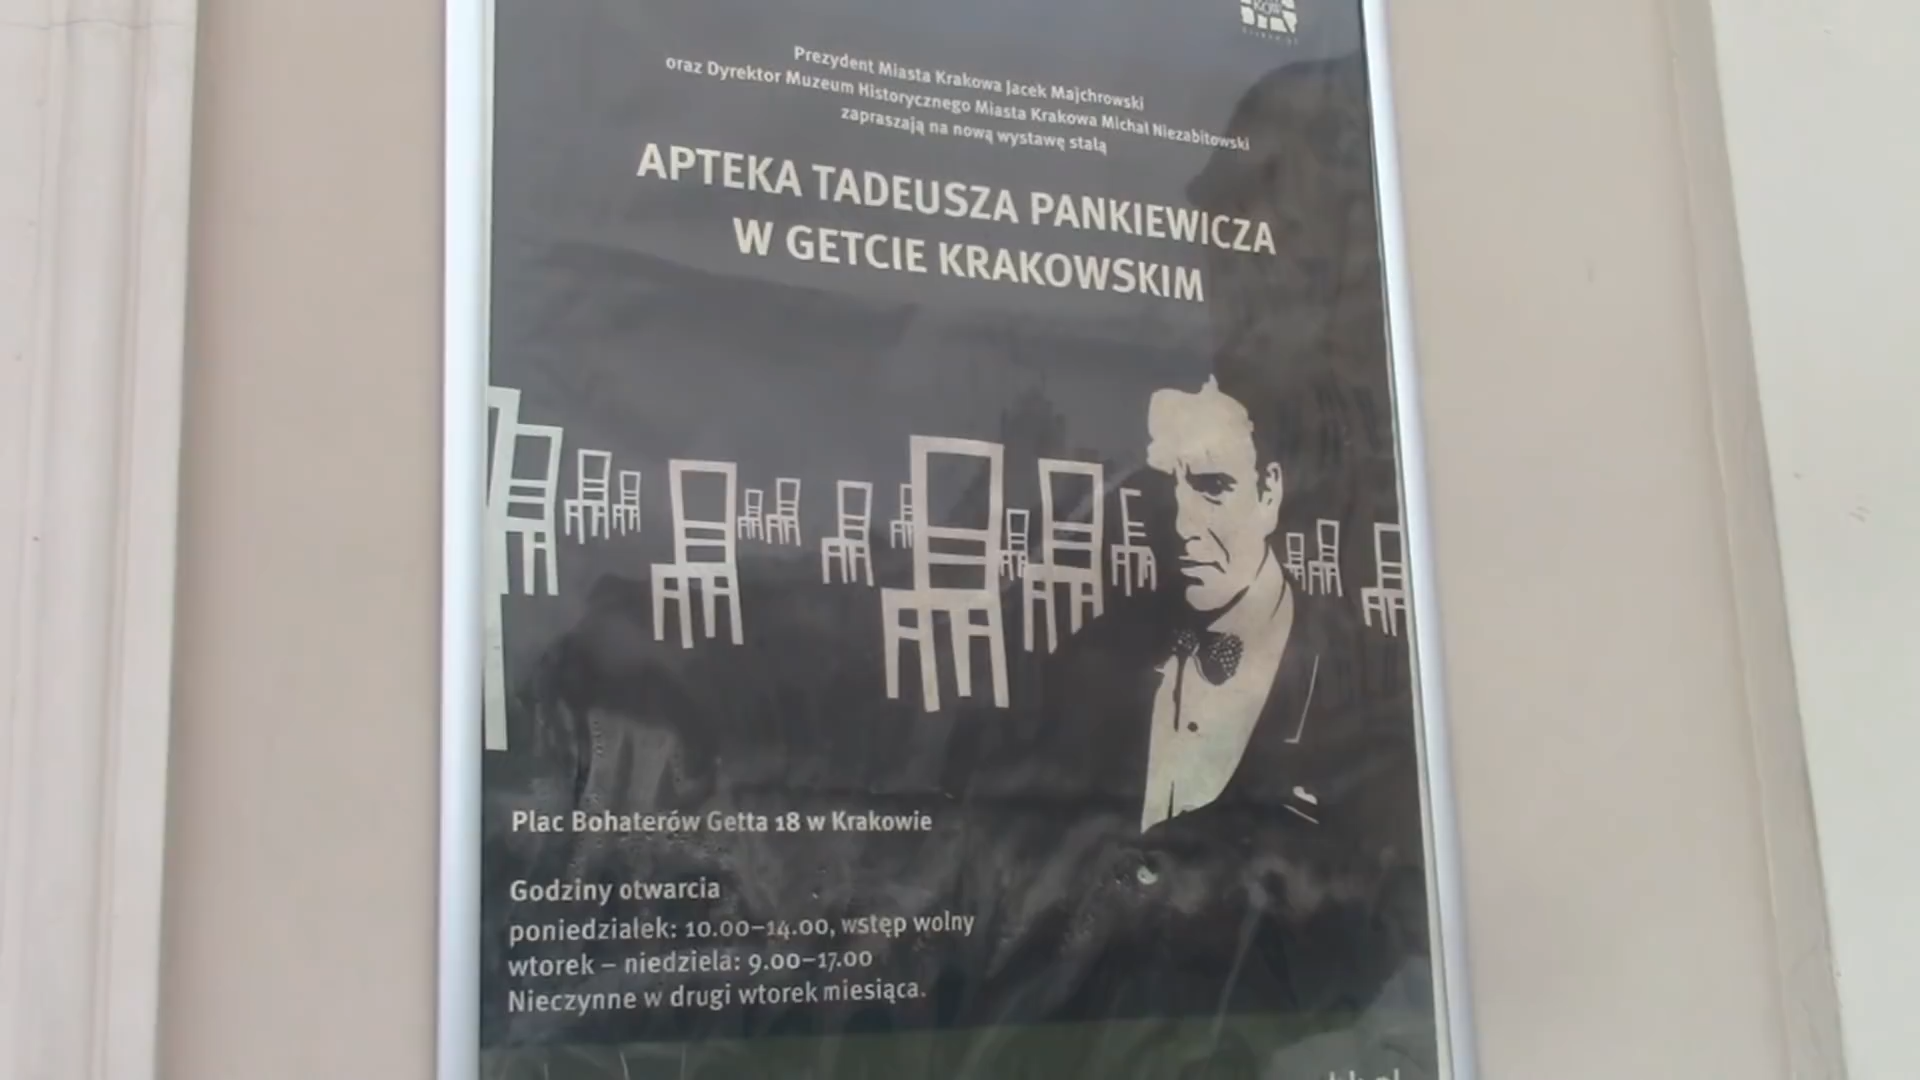 Prezydent Miasta Krakowa Jacek Majchrowski
oraz Dyrektor Muzeum Historycznego Miasta Krakowa Michał Niezabitowski
zapraszają na nową wystawę stałą
APTEKA TADEUSZA PANKIEWICZA
W GETCIE KRAKOWSKIM
Plac Bohaterów Getta 18 w Krakowie
Godziny otwarcia
poniedziałek: 10.00–14.00, wstęp wolny
wtorek – niedziela: 9.00–17.00
Nieczynne w drugi wtorek miesiąca.